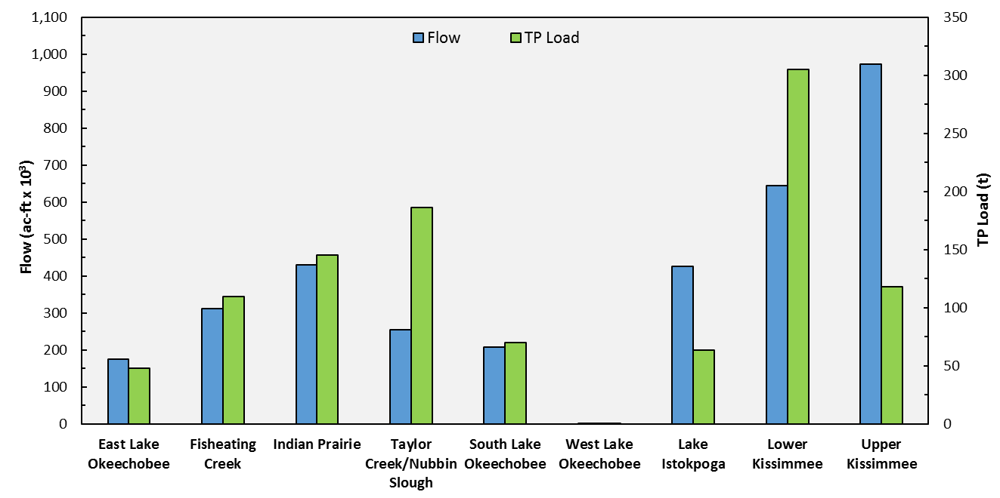 1,100
1,000
900
800
700
600
500
400
300
200
100
0
Flow (ac-ft x 10³)
Flow
TP Load
350
300
250
200
150
100
50
0
TP Load (t)
East Lake
Okeechobee
Fisheating
Creek
Indian Prairie
Taylor
Creek/Nubbin
Slough
South Lake
Okeechobee
West Lake
Okeechobee
Lake
Istokpoga
Lower
Kissimmee
Upper
Kissimmee